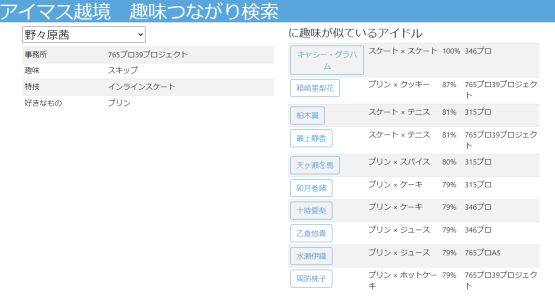 アイマス越境 趣味つながり検索
野々原茜
事務所 765プロ39プロジェクト
趣味 スキップ
特技 インラインスケート
好きなもの プリン
に趣味が似ているアイドル
キャシー・グラハム スケート × スケート 100% 346プロ
箱崎星梨花 プリン × クッキー 87% 765プロ39プロジェクト
柏木翼 スケート × テニス 81% 315プロ
最上静香 スケート × テニス 81% 765プロ39プロジェクト
天ヶ瀬冬馬 プリン × スパイス 80% 315プロ
卯月巻緒 プリン × ケーキ 79% 315プロ
十時愛梨 プリン × ケーキ 79% 346プロ
乙倉悠貴 プリン × ジュース 79% 346プロ
水瀬伊織 プリン × ジュース 79% 765プロAS
周防桃子 プリン × ホットケーキ 79% 765プロ39プロジェクト